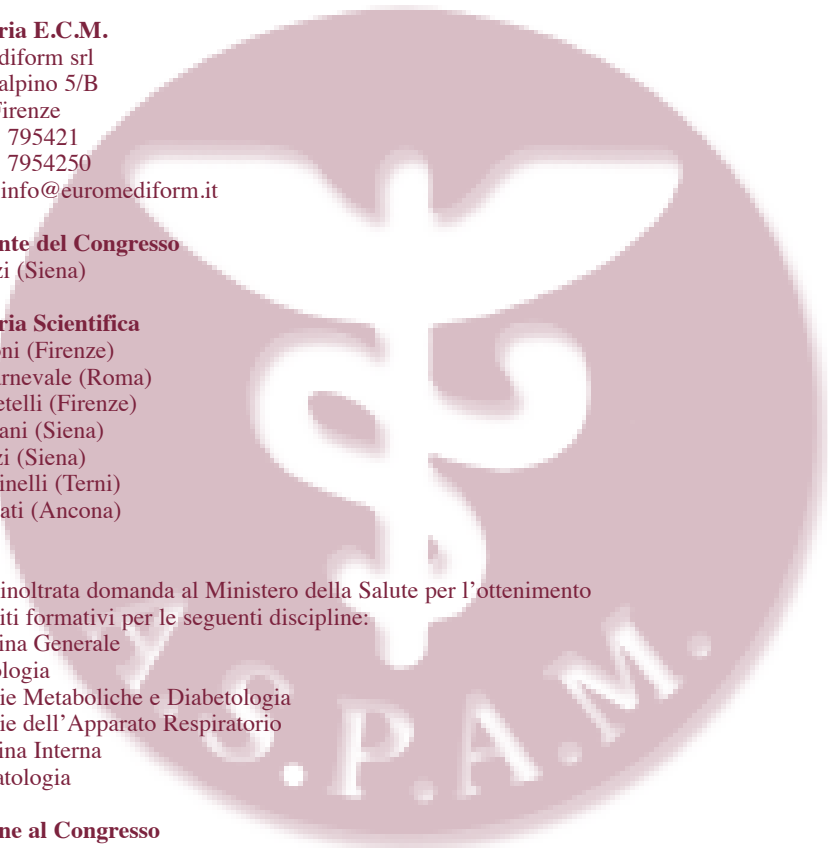 ria E.C.M.
diform srl
alpino 5/B
Firenze
795421
7954250
info@euromediform.it
nte del Congresso
zi (Siena)
ria Scientifica
ni (Firenze)
rnevale (Roma)
etelli (Firenze)
ani (Siena)
zi (Siena)
inelli (Terni)
ati (Ancona)
inoltrata domanda al Ministero della Salute per l’ottenimento
iti formativi per le seguenti discipline:
ina Generale
ologia
ie Metaboliche e Diabetologia
ie dell’Apparato Respiratorio
ina Interna
atologia
ne al Congresso
A.S.P.A.M.